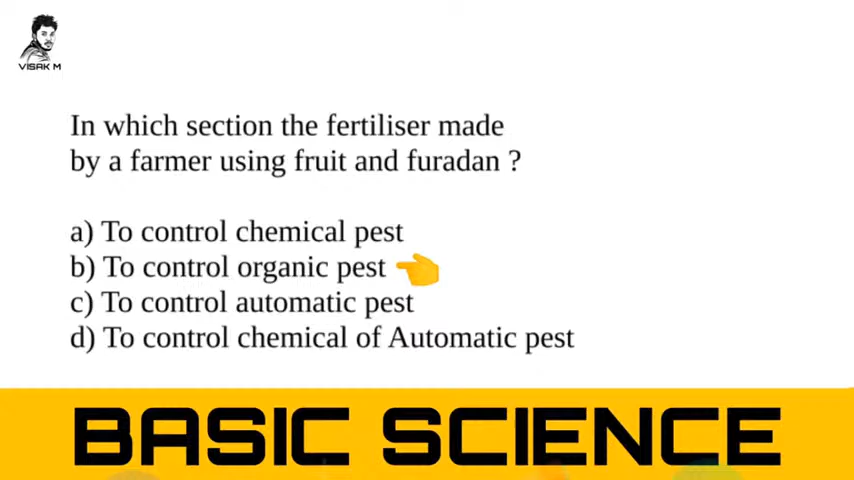 VISAK M
In which section the fertiliser made
by a farmer using fruit and furadan ?
a) To control chemical pest
b) To control organic pest
c) To control automatic pest
d) To control chemical of Automatic pest
BASIC SCIENCE